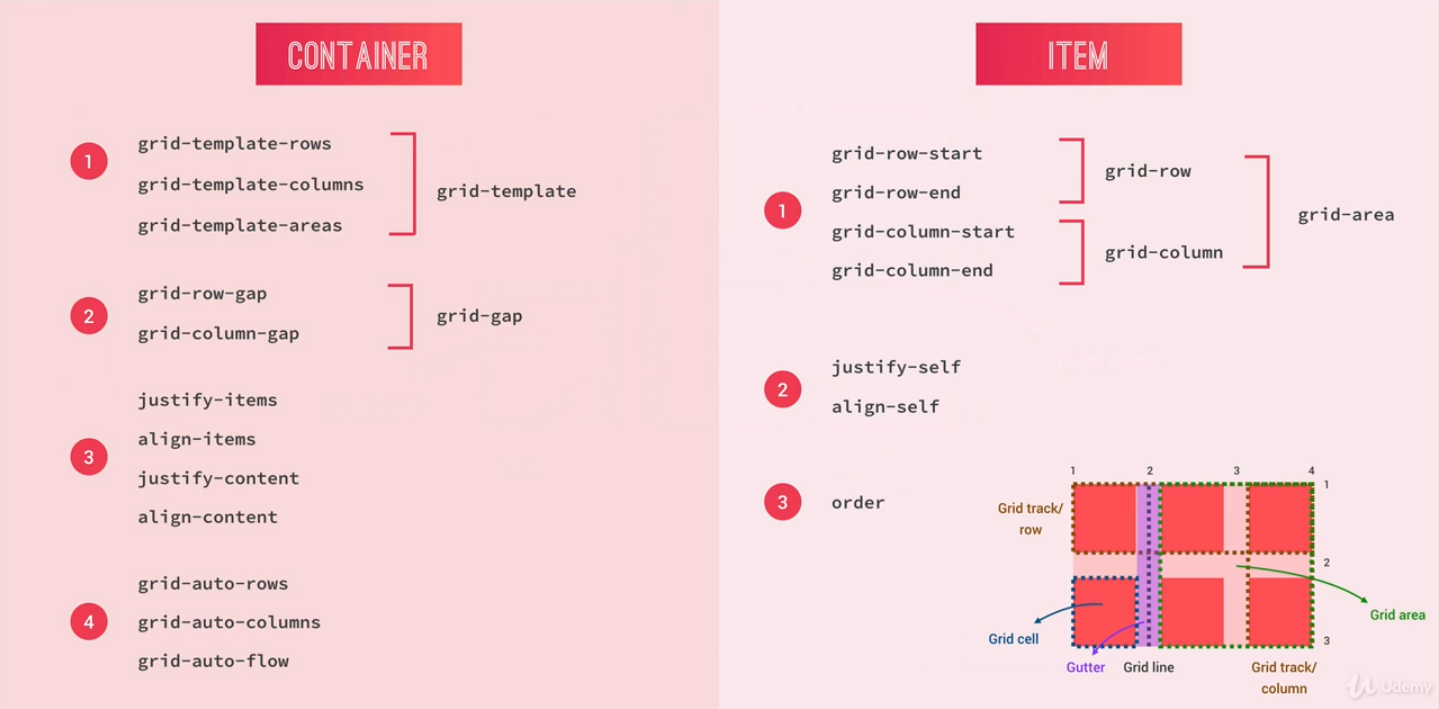 CONTAINER
1
grid-template-rows
grid-template-columns
grid-template-areas
grid-template
2
grid-row-gap
grid-column-gap
grid-gap
3
justify-items
align-items
justify-content
align-content
4
grid-auto-rows
grid-auto-columns
grid-auto-flow
ITEM
1
grid-row-start
grid-row-end
grid-column-start
grid-column-end
grid-row
grid-column
grid-area
2
justify-self
align-self
3
order
1 2 3 4
1
2
3
Grid track/
row
Grid cell
Gutter
Grid line
Grid track/
column
Grid area
Udemy